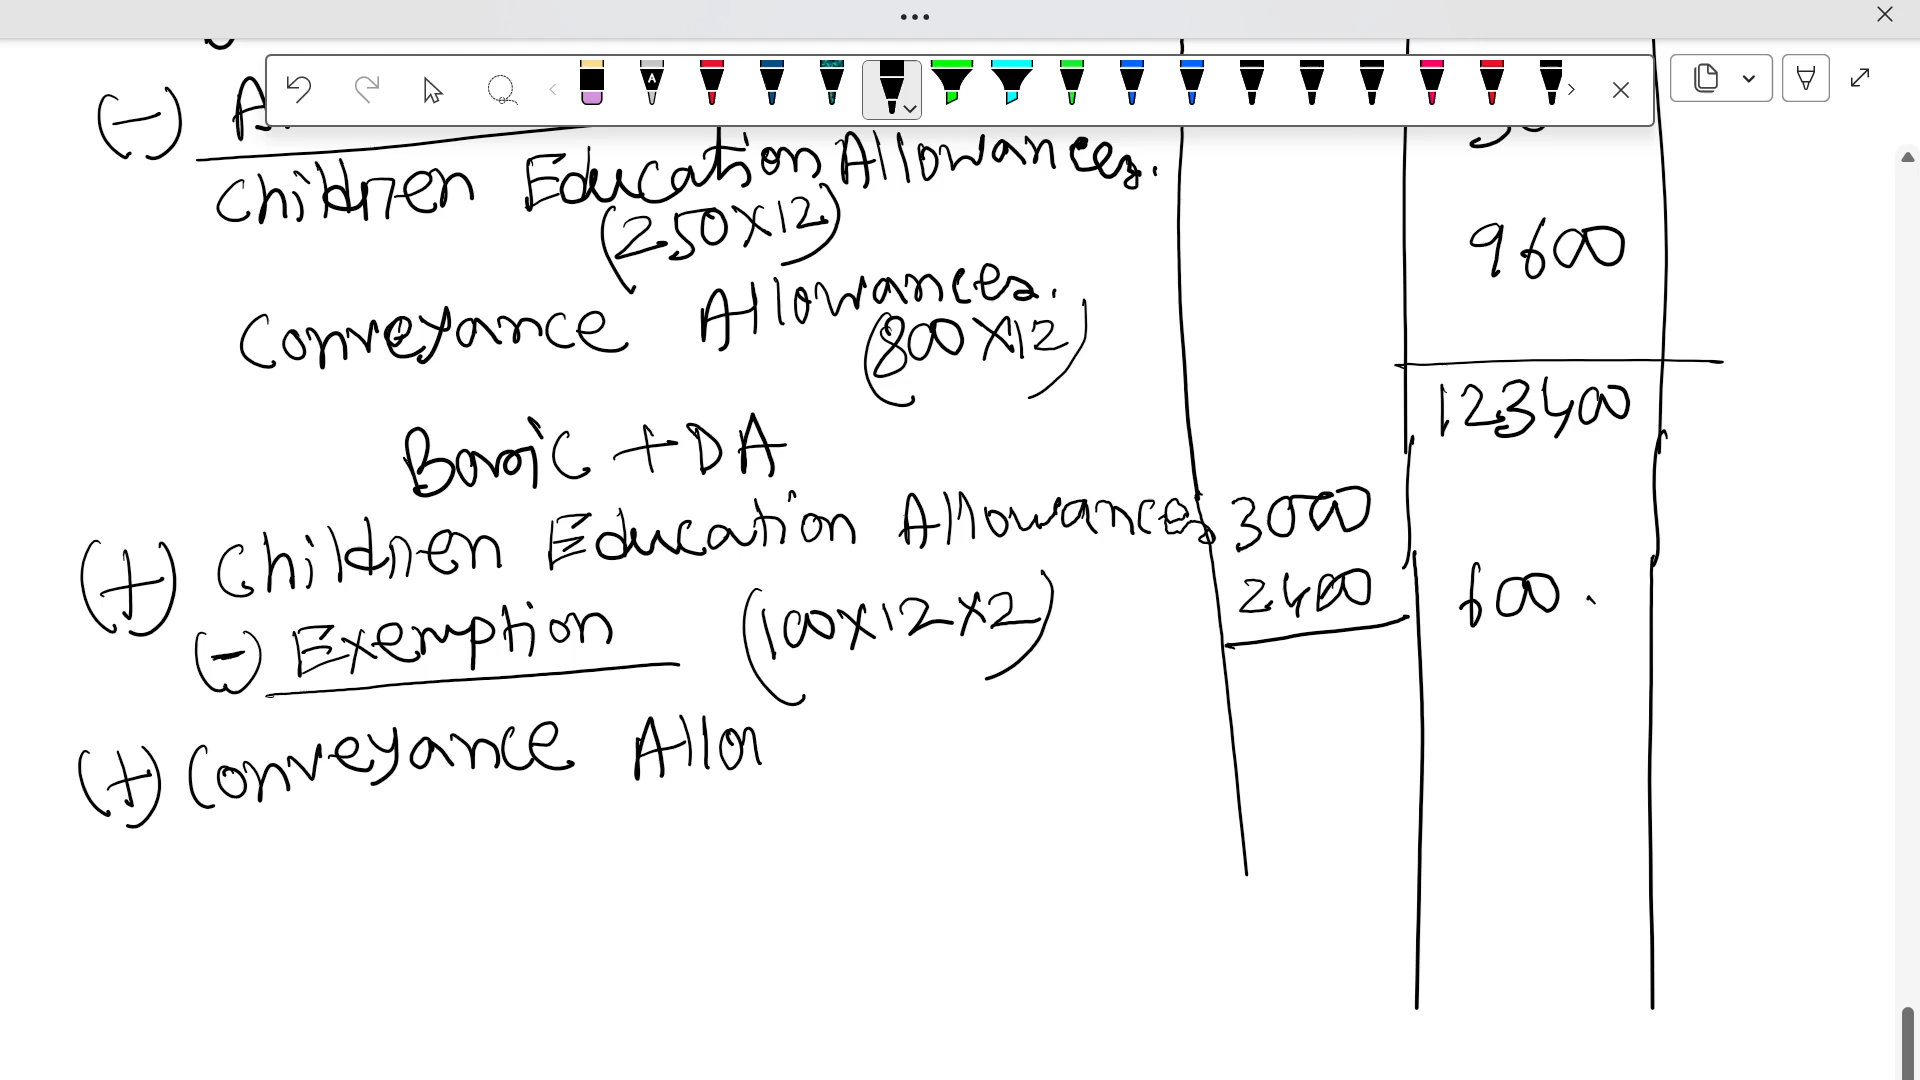 (-) A
Children Education Allowances.
(250X12)
9600
Conveyance Allowances.
(800X12)
123400
Basic + DA
(+) Children Education Allowances 3000
(-) Exemption (100X12X2) 2400 600.
(+) Conveyance Allo